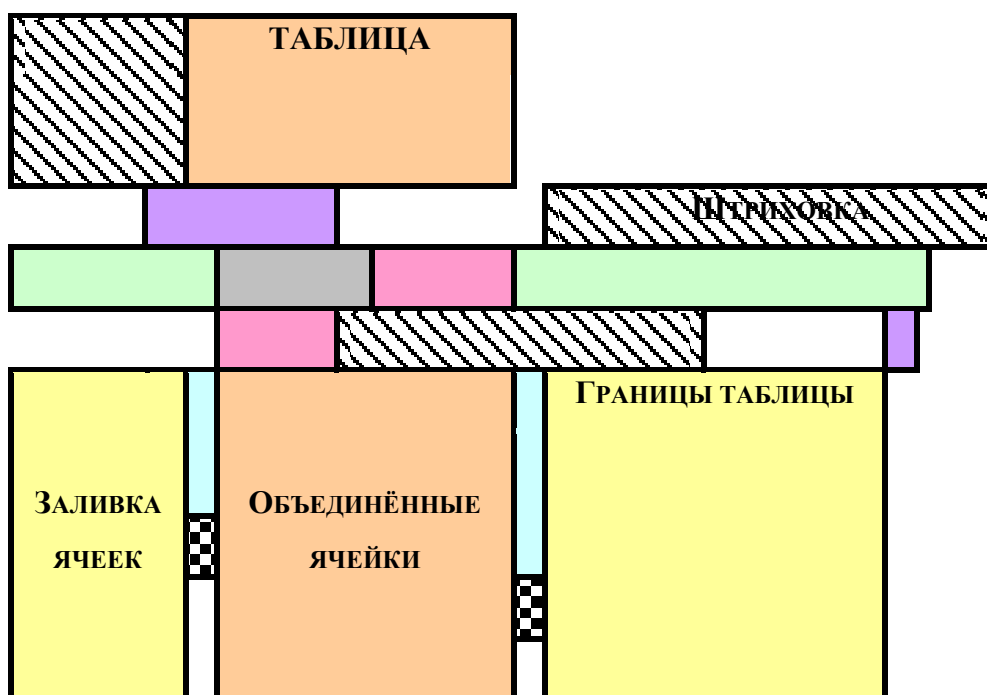 ТАБЛИЦА
ШТРИХОВКА
ГРАНИЦЫ ТАБЛИЦЫ
ЗАЛИВКА
ЯЧЕЕК
ОБЪЕДИНЁННЫЕ
ЯЧЕЙКИ